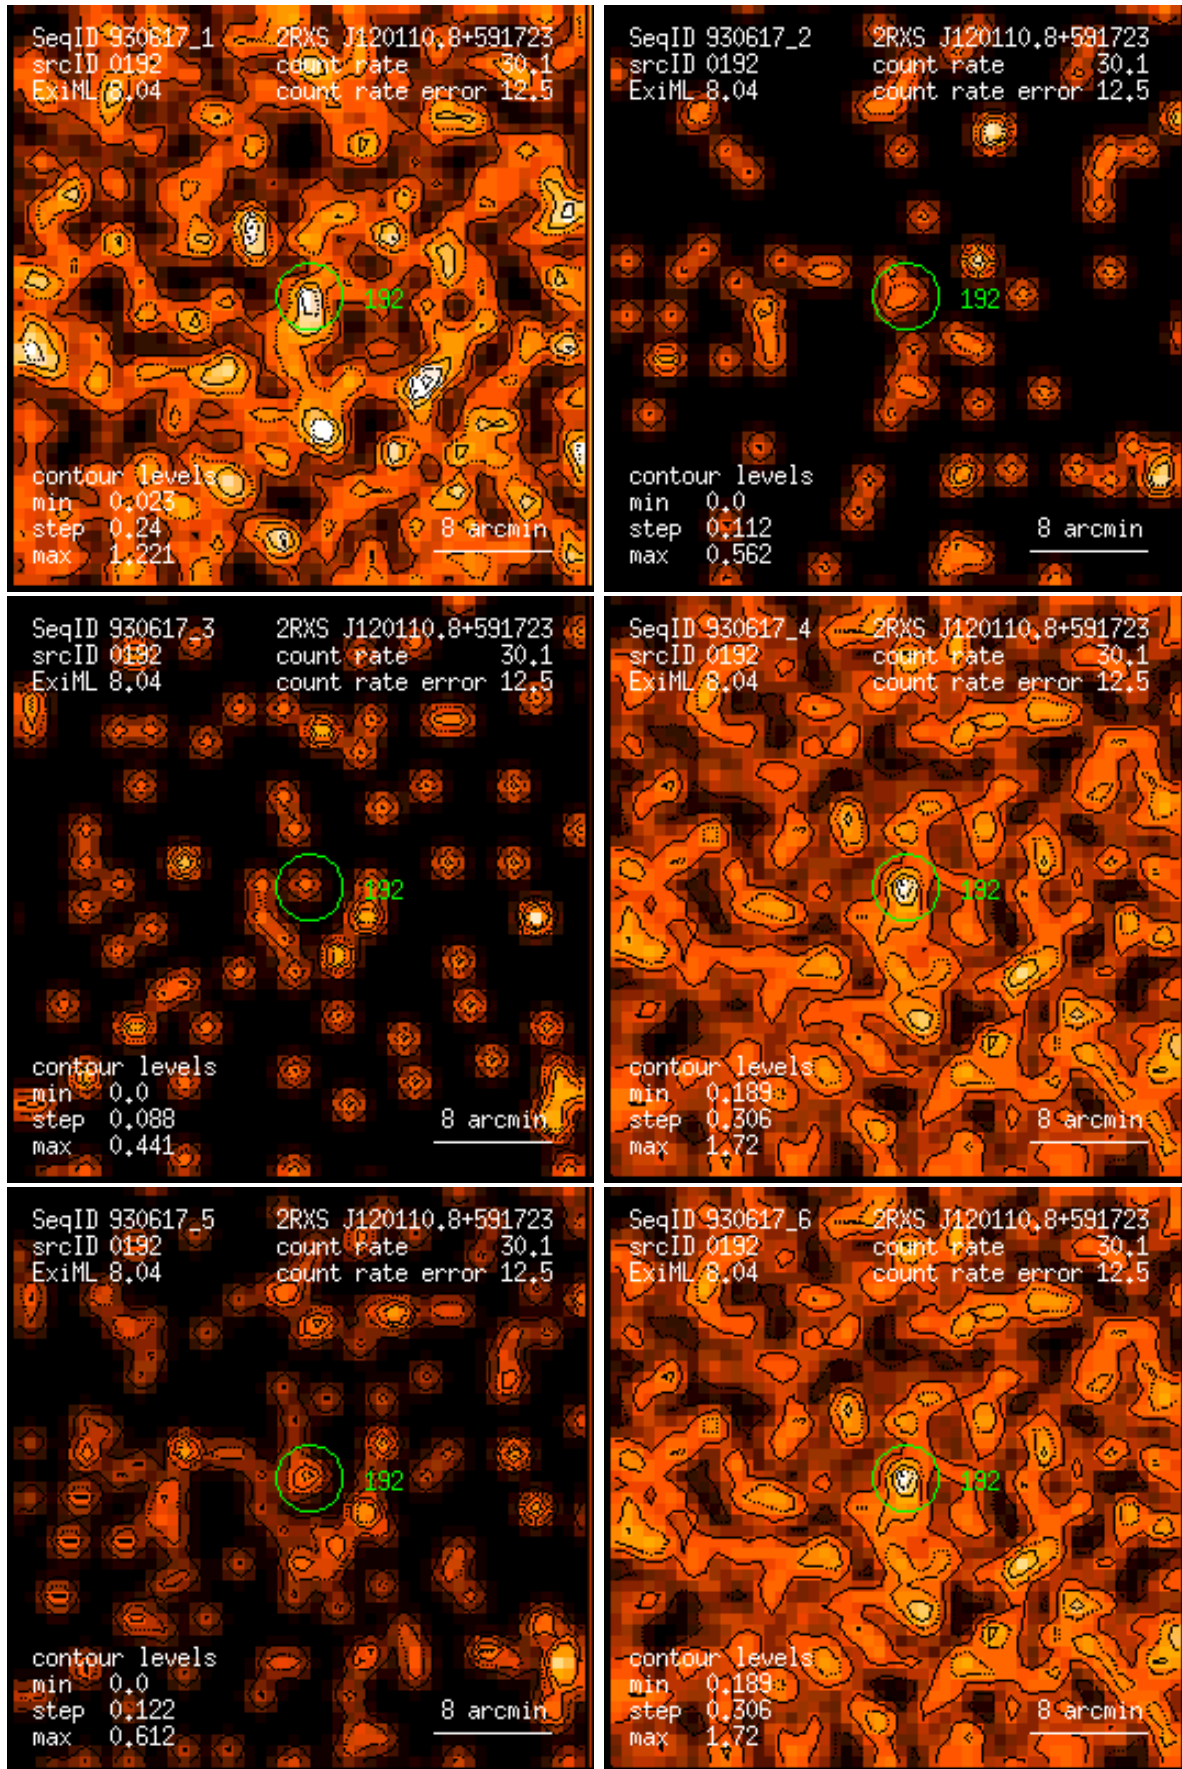 SeqID 930617_1 2RXS J120110.8+591723
srcID 0192 count rate 30.1
ExiML 8.04 count rate error 12.5
192
contour levels
min 0.023
step 0.24 8 arcmin
max 1.221
SeqID 930617_2 2RXS J120110.8+591723
srcID 0192 count rate 30.1
ExiML 8.04 count rate error 12.5
192
contour levels
min 0.0
step 0.112 8 arcmin
max 0.562
SeqID 930617_3 2RXS J120110.8+591723
srcID 0192 count rate 30.1
ExiML 8.04 count rate error 12.5
192
contour levels
min 0.0
step 0.088 8 arcmin
max 0.441
SeqID 930617_4 2RXS J120110.8+591723
srcID 0192 count rate 30.1
ExiML 8.04 count rate error 12.5
192
contour levels
min 0.189
step 0.306 8 arcmin
max 1.72
SeqID 930617_5 2RXS J120110.8+591723
srcID 0192 count rate 30.1
ExiML 8.04 count rate error 12.5
192
contour levels
min 0.0
step 0.122 8 arcmin
max 0.612
SeqID 930617_6 2RXS J120110.8+591723
srcID 0192 count rate 30.1
ExiML 8.04 count rate error 12.5
192
contour levels
min 0.189
step 0.306 8 arcmin
max 1.72